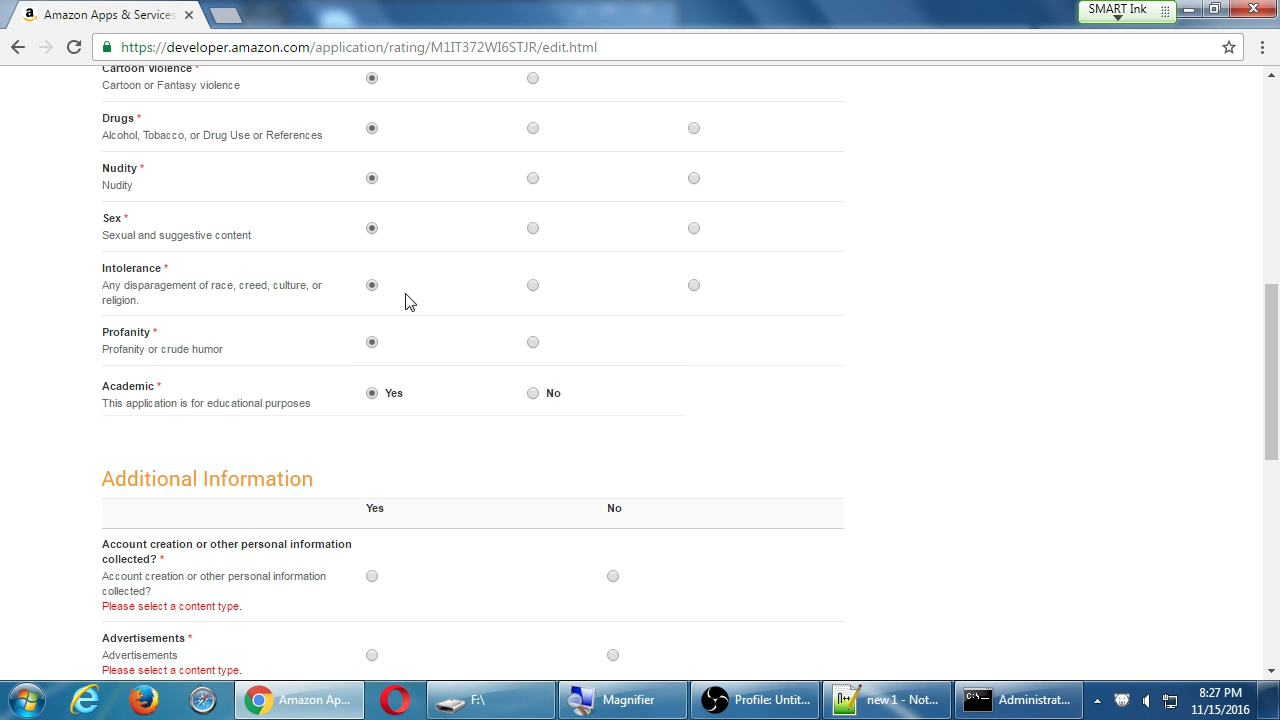 Amazon Apps & Services
SMART Ink
https://developer.amazon.com/application/rating/M1IT372WI6STJR/edit.html
Cartoon Violence *
Cartoon or Fantasy violence
Drugs *
Alcohol, Tobacco, or Drug Use or References
Nudity *
Nudity
Sex *
Sexual and suggestive content
Intolerance *
Any disparagement of race, creed, culture, or
religion.
Profanity *
Profanity or crude humor
Academic *
This application is for educational purposes
Yes No
Additional Information
Yes No
Account creation or other personal information
collected? *
Account creation or other personal information
collected?
Please select a content type.
Advertisements *
Advertisements
Please select a content type.
Amazon Ap... F:\ Magnifier Profile: Untit... new 1 - Not... Administrat... 8:27 PM
11/15/2016